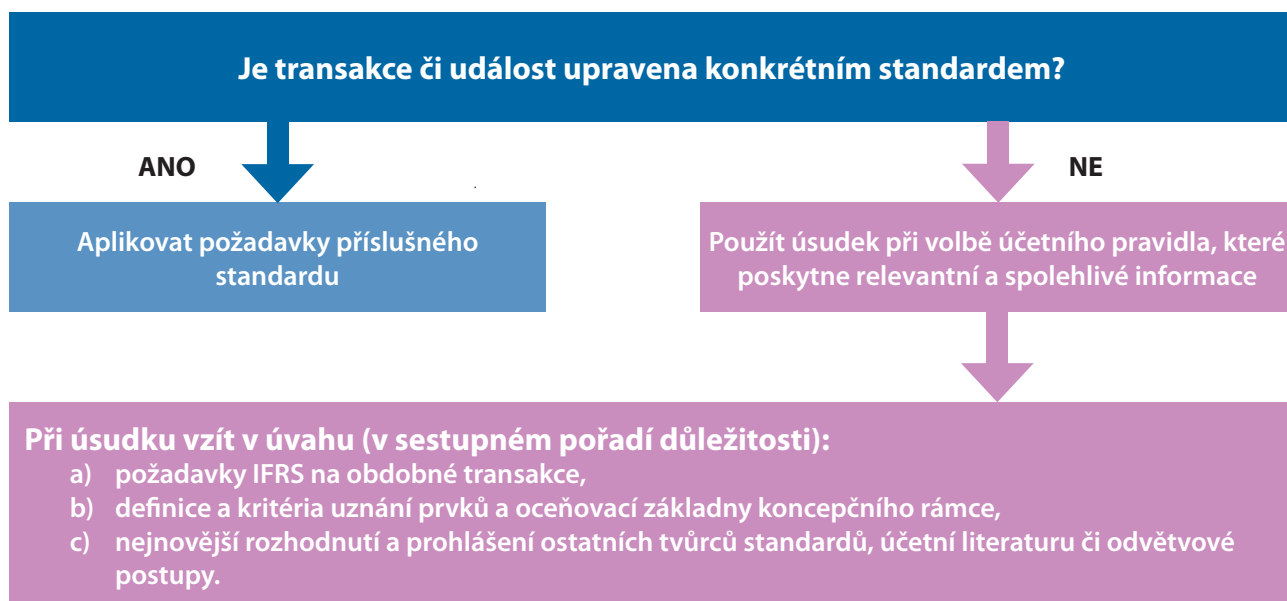 Je transakce či událost upravena konkrétním standardem?
ANO
NE
Aplikovat požadavky příslušného
standardu
Použít úsudek při volbě účetního pravidla, které
poskytne relevantní a spolehlivé informace
Při úsudku vzít v úvahu (v sestupném pořadí důležitosti):
a) požadavky IFRS na obdobné transakce,
b) definice a kritéria uznání prvků a oceňovací základny koncepčního rámce,
c) nejnovější rozhodnutí a prohlášení ostatních tvůrců standardů, účetní literaturu či odvětvové
postupy.